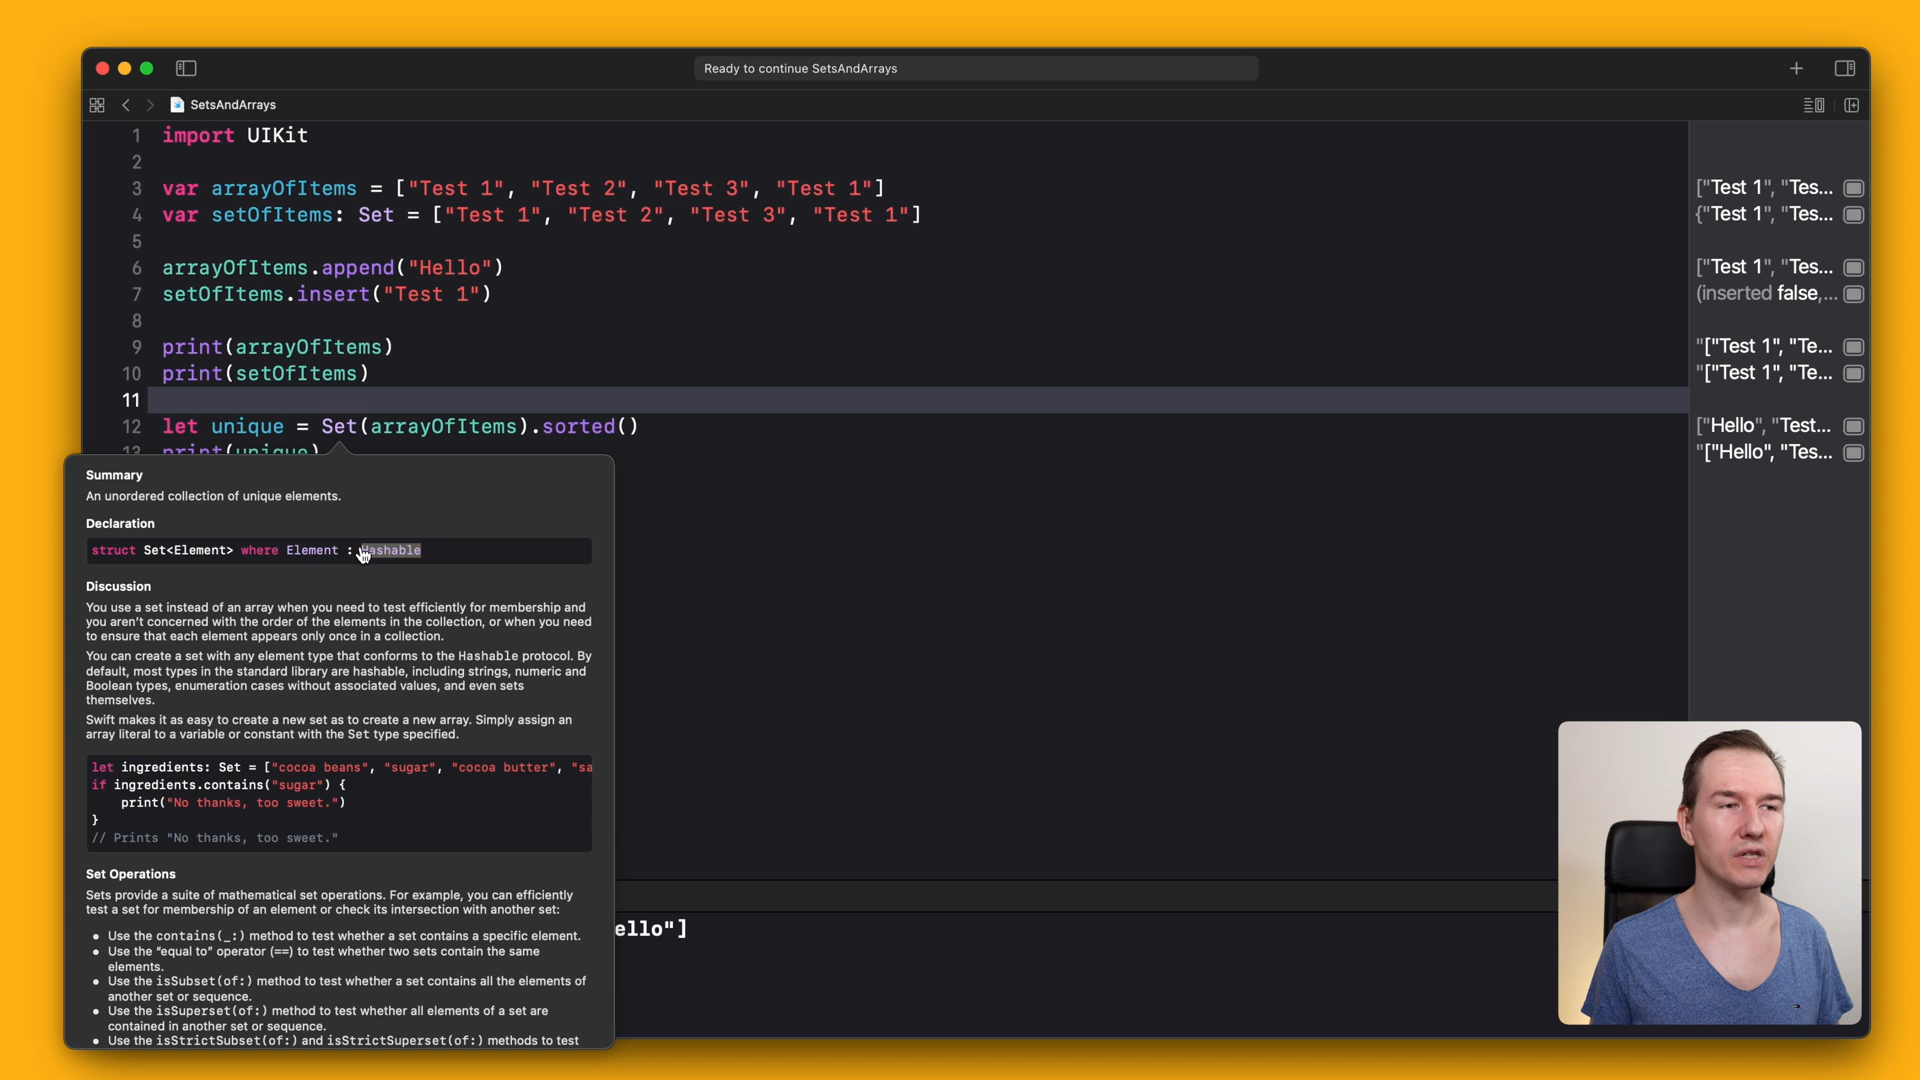 Ready to continue SetsAndArrays
SetsAndArrays
1 import UIKit
2
3 var arrayOfItems = ["Test 1", "Test 2", "Test 3", "Test 1"]
4 var setOfItems: Set = ["Test 1", "Test 2", "Test 3", "Test 1"]
5
6 arrayOfItems.append("Hello")
7 setOfItems.insert("Test 1")
8
9 print(arrayOfItems)
10 print(setOfItems)
11
12 let unique = Set(arrayOfItems).sorted()
13 print(unique)
["Test 1", "Tes...
{"Test 1", "Tes...
["Test 1", "Tes...
(inserted false,...
"["Test 1", "Te...
"["Test 1", "Te...
["Hello", "Test...
"["Hello", "Tes...
Summary
An unordered collection of unique elements.
Declaration
struct Set<Element> where Element : Hashable
Discussion
You use a set instead of an array when you need to test efficiently for membership and
you aren't concerned with the order of the elements in the collection, or when you need
to ensure that each element appears only once in a collection.
You can create a set with any element type that conforms to the Hashable protocol. By
default, most types in the standard library are hashable, including strings, numeric and
Boolean types, enumeration cases without associated values, and even sets
themselves.
Swift makes it as easy to create a new set as to create a new array. Simply assign an
array literal to a variable or constant with the Set type specified.
let ingredients: Set = ["cocoa beans", "sugar", "cocoa butter", "sa
if ingredients.contains("sugar") {
print("No thanks, too sweet.")
}
// Prints "No thanks, too sweet."
Set Operations
Sets provide a suite of mathematical set operations. For example, you can efficiently
test a set for membership of an element or check its intersection with another set:
• Use the contains(_:) method to test whether a set contains a specific element.
• Use the “equal to” operator (==) to test whether two sets contain the same
elements.
• Use the isSubset(of:) method to test whether a set contains all the elements of
another set or sequence.
• Use the isSuperset(of:) method to test whether all elements of a set are
contained in another set or sequence.
• Use the isStrictSubset(of:) and isStrictSuperset(of:) methods to test
ello"]